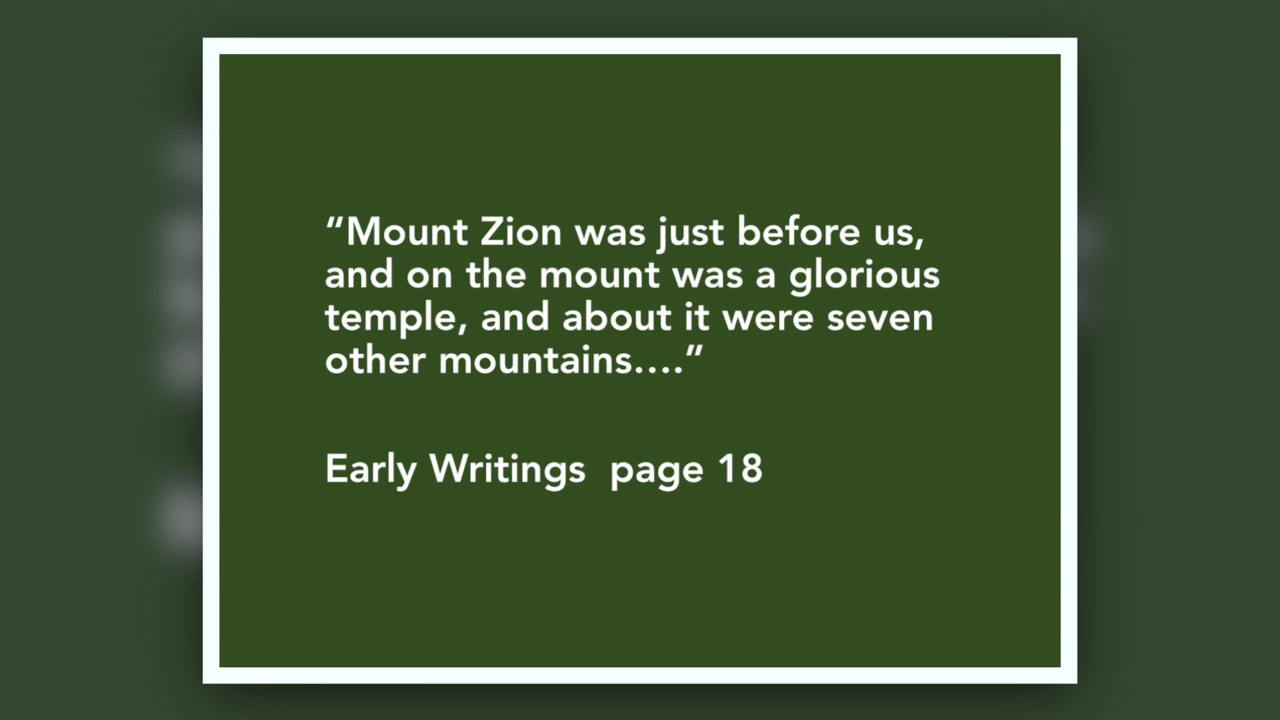 “Mount Zion was just before us,
and on the mount was a glorious
temple, and about it were seven
other mountains....”
Early Writings  page 18